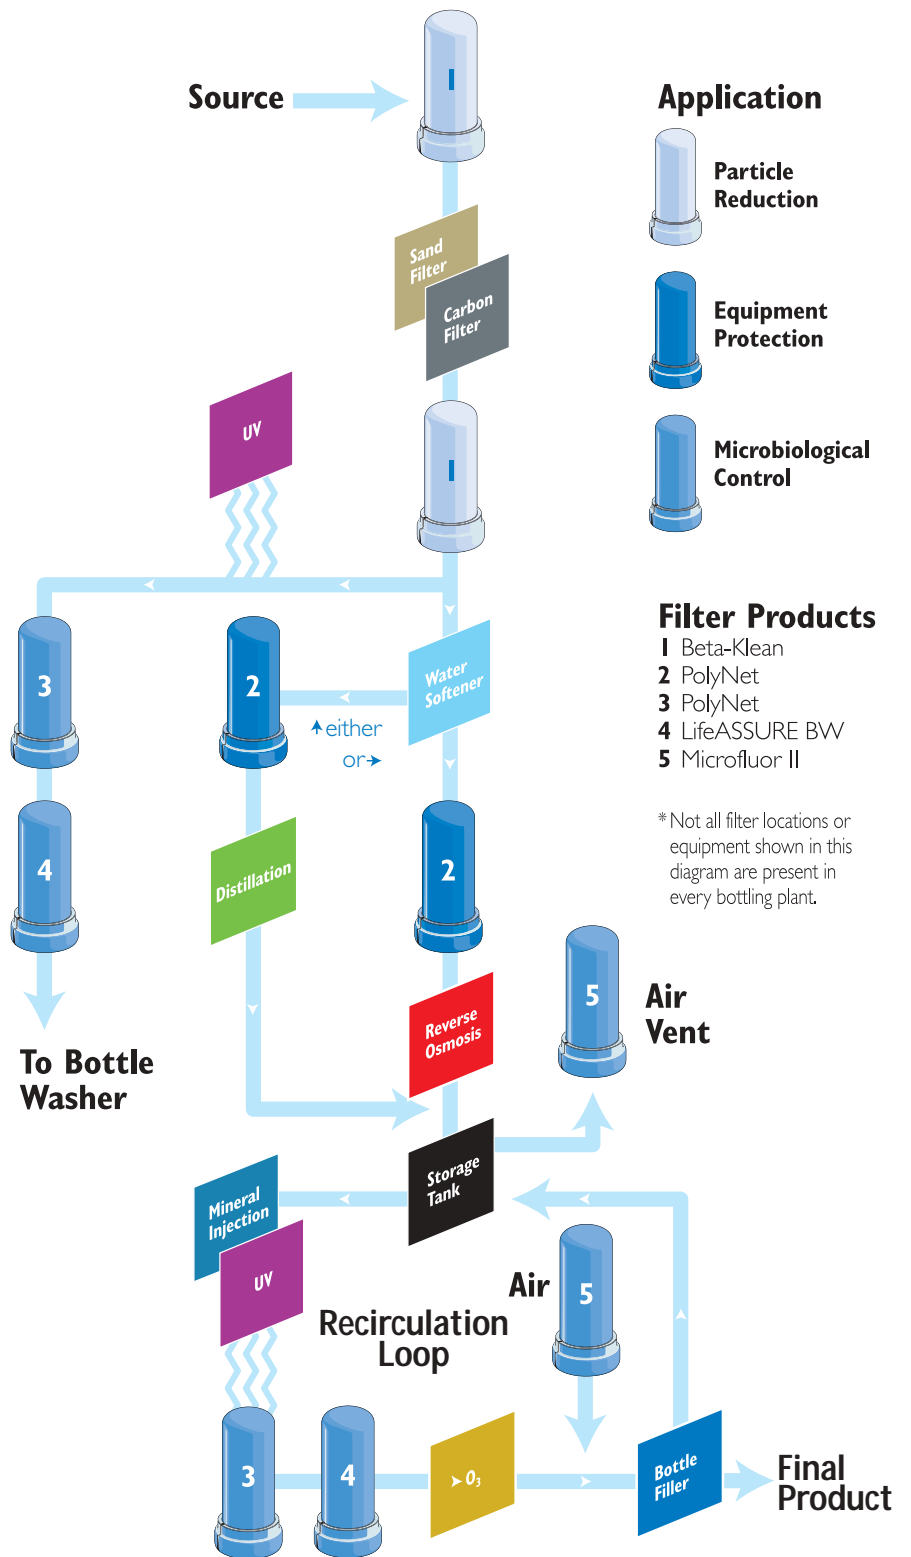 Source
I
Application
Particle
Reduction
Sand
Filter
Carbon
Filter
Equipment
Protection
UV
I
Microbiological
Control
Filter Products
1 Beta-Klean
2 PolyNet
3 PolyNet
4 LifeASSURE BW
5 Microfluor II
3
2
Water
Softener
either
or
* Not all filter locations or
equipment shown in this
diagram are present in
every bottling plant.
4
Distillation
2
5
Air
Vent
Reverse
Osmosis
To Bottle
Washer
Storage
Tank
Mineral
Injection
UV
Air
5
Recirculation
Loop
3
4
O₃
Bottle
Filler
Final
Product